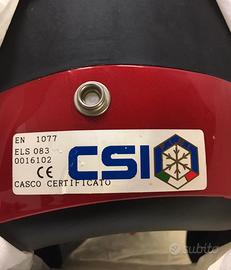 EN 1077
ELS 083
0016102
CE
CSI
CASCO CERTIFICATO
subito